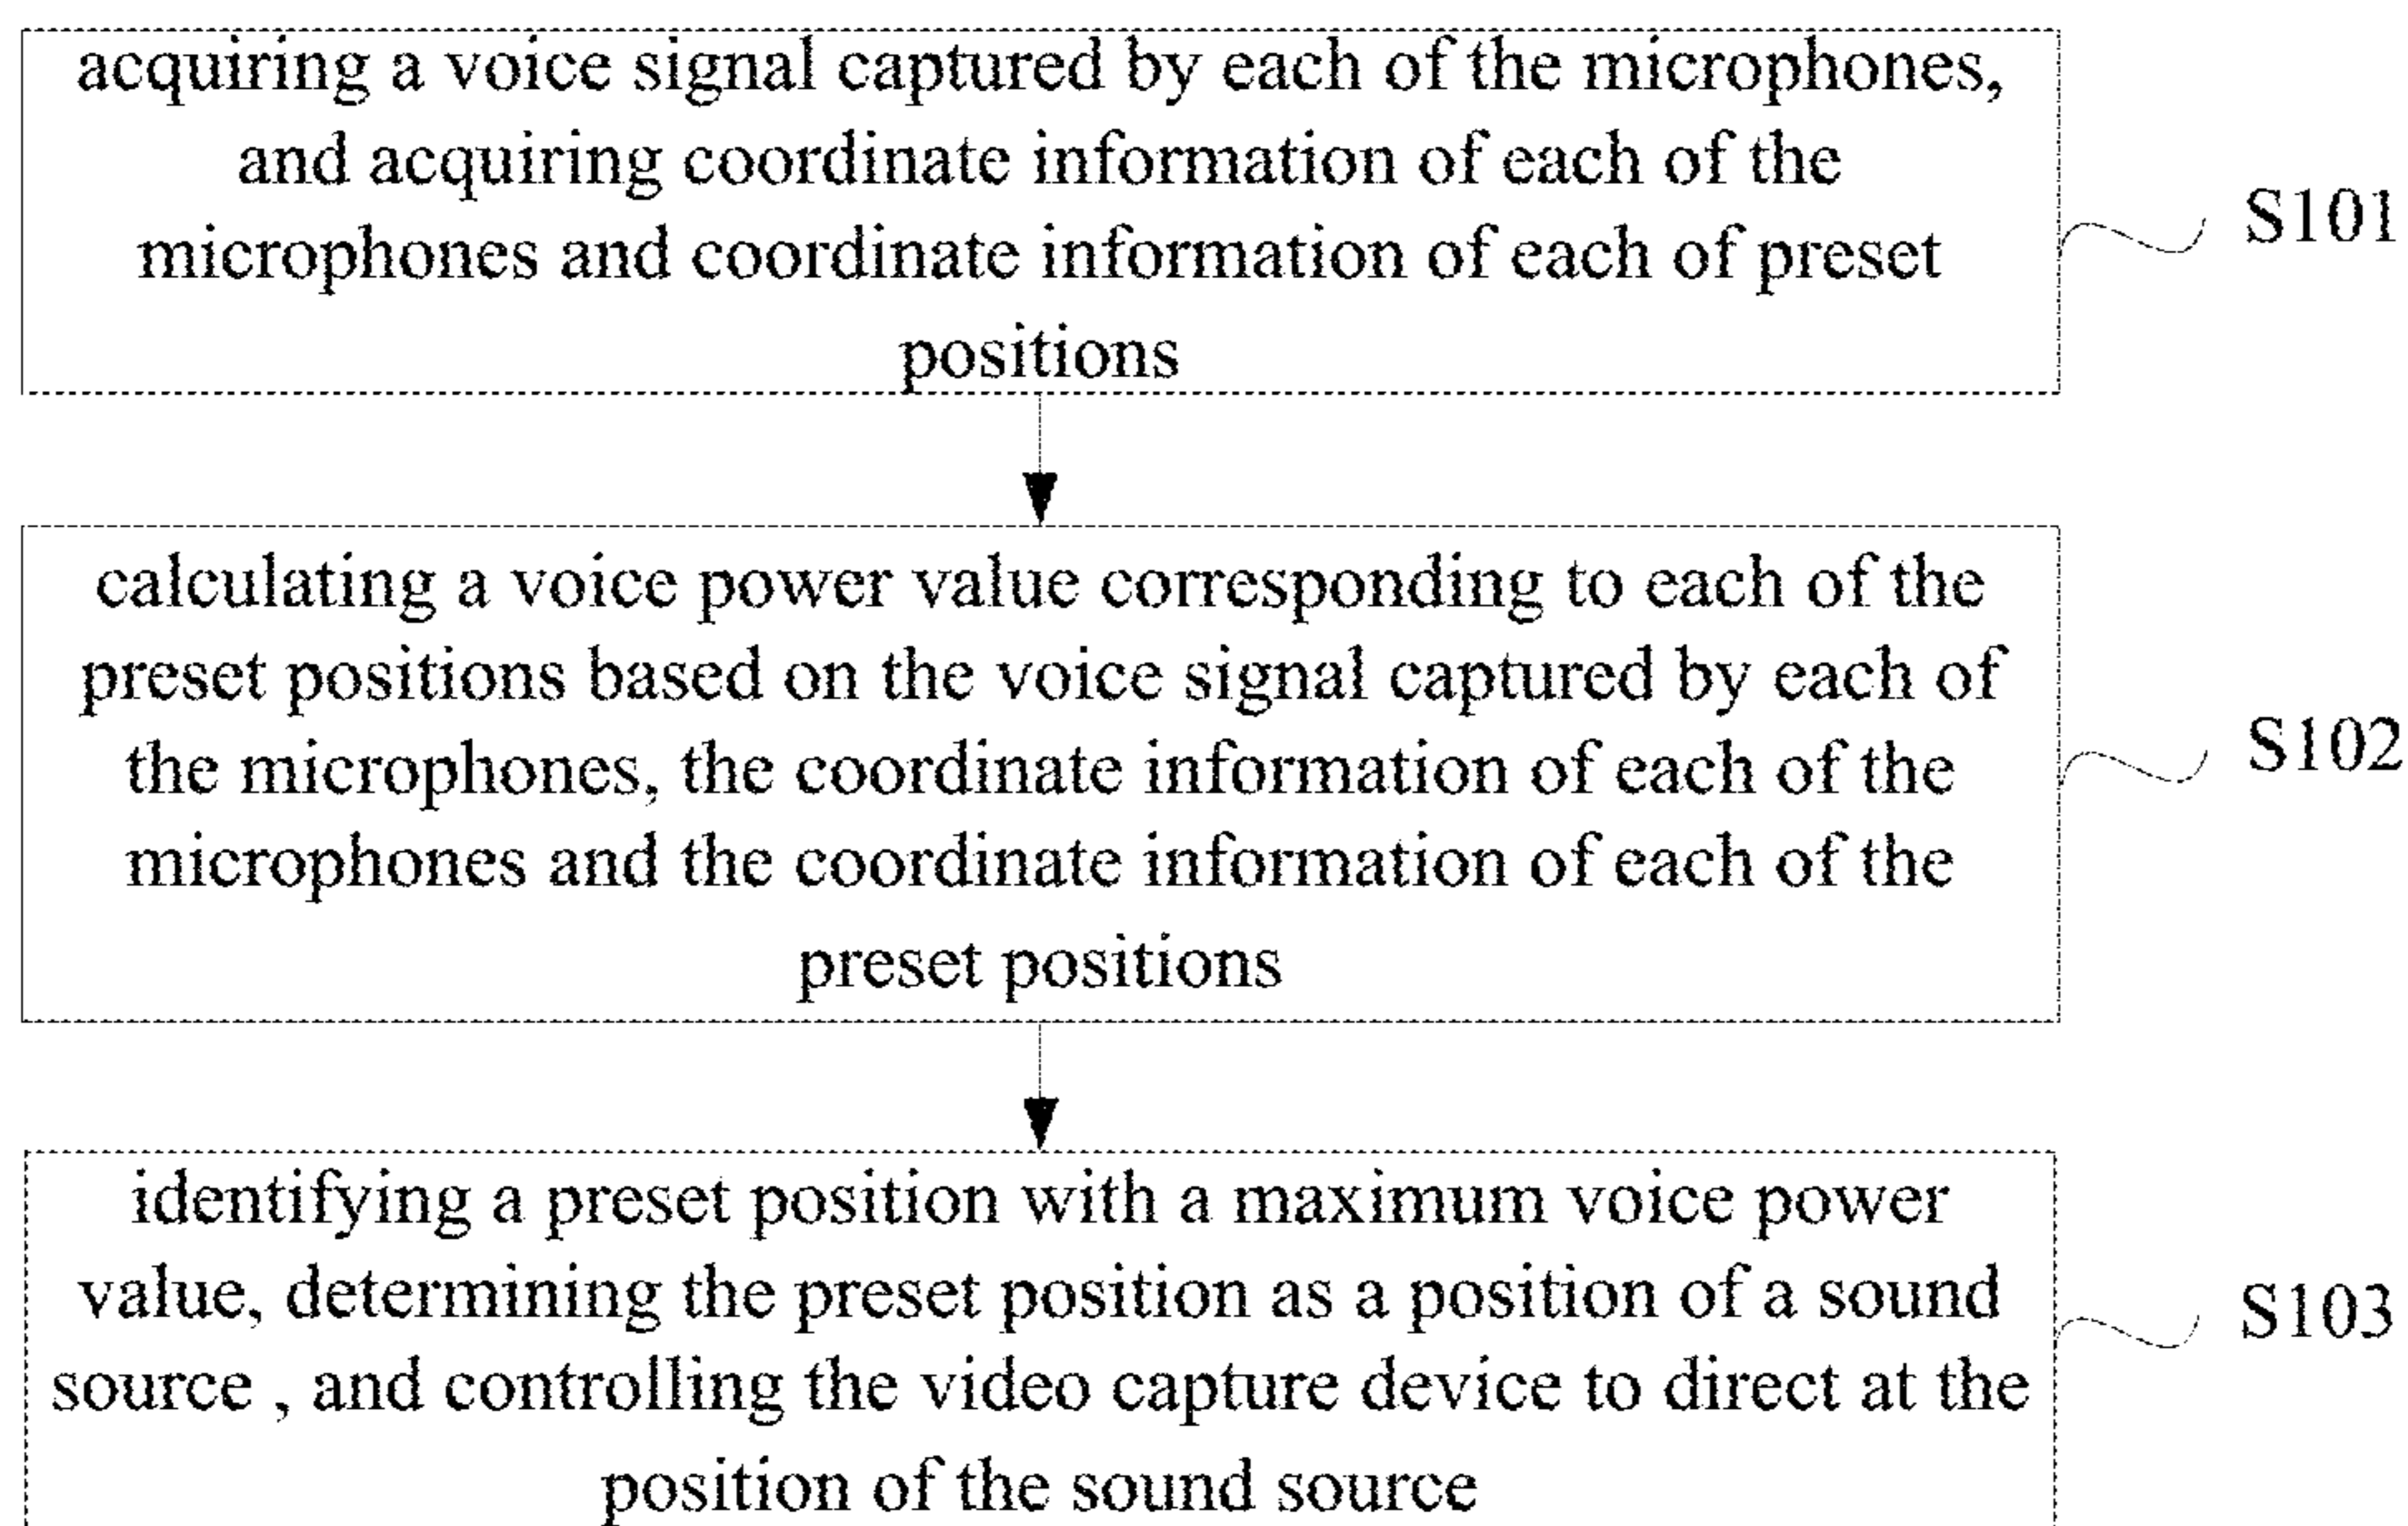 acquiring a voice signal captured by each of the microphones,
and acquiring coordinate information of each of the
microphones and coordinate information of each of preset
positions
S101
calculating a voice power value corresponding to each of the
preset positions based on the voice signal captured by each of
the microphones, the coordinate information of each of the
microphones and the coordinate information of each of the
preset positions
S102
identifying a preset position with a maximum voice power
value, determining the preset position as a position of a sound
source , and controlling the video capture device to direct at the
position of the sound source
S103